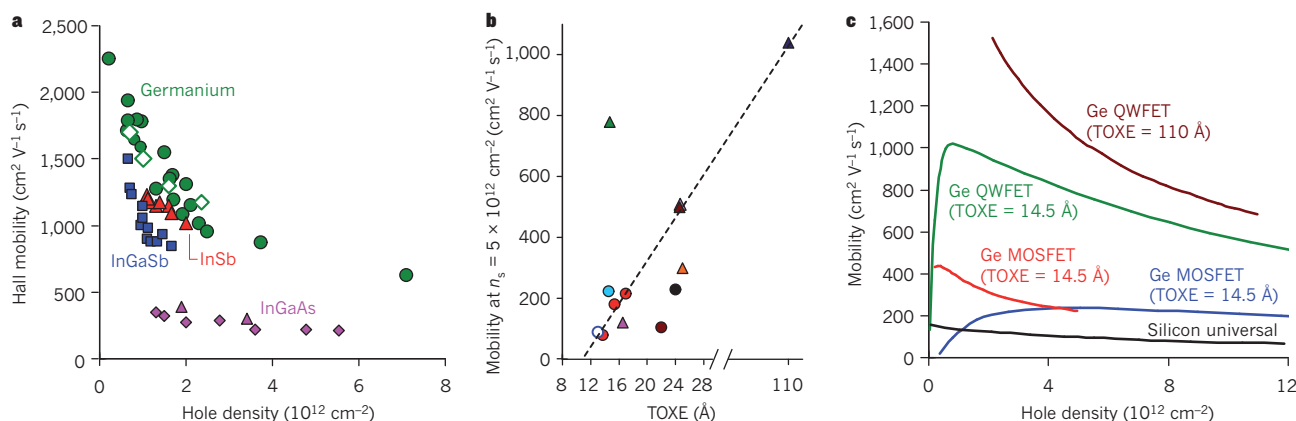 a
2,500
2,000
1,500
1,000
500
0
Hall mobility (cm² V⁻¹ s⁻¹)
Germanium
InSb
InGaSb
InGaAs
0
2
4
6
8
Hole density (10¹² cm⁻²)
b
1,000
800
600
400
200
0
Mobility at nₛ = 5 × 10¹² cm⁻² (cm² V⁻¹ s⁻¹)
8
12
16
20
24
28
110
TOXE (Å)
c
1,600
1,400
1,200
1,000
800
600
400
200
0
Mobility (cm² V⁻¹ s⁻¹)
Ge QWFET
(TOXE = 110 Å)
Ge QWFET
(TOXE = 14.5 Å)
Ge MOSFET
(TOXE = 14.5 Å)
Ge MOSFET
(TOXE = 14.5 Å)
Silicon universal
0
4
8
12
Hole density (10¹² cm⁻²)